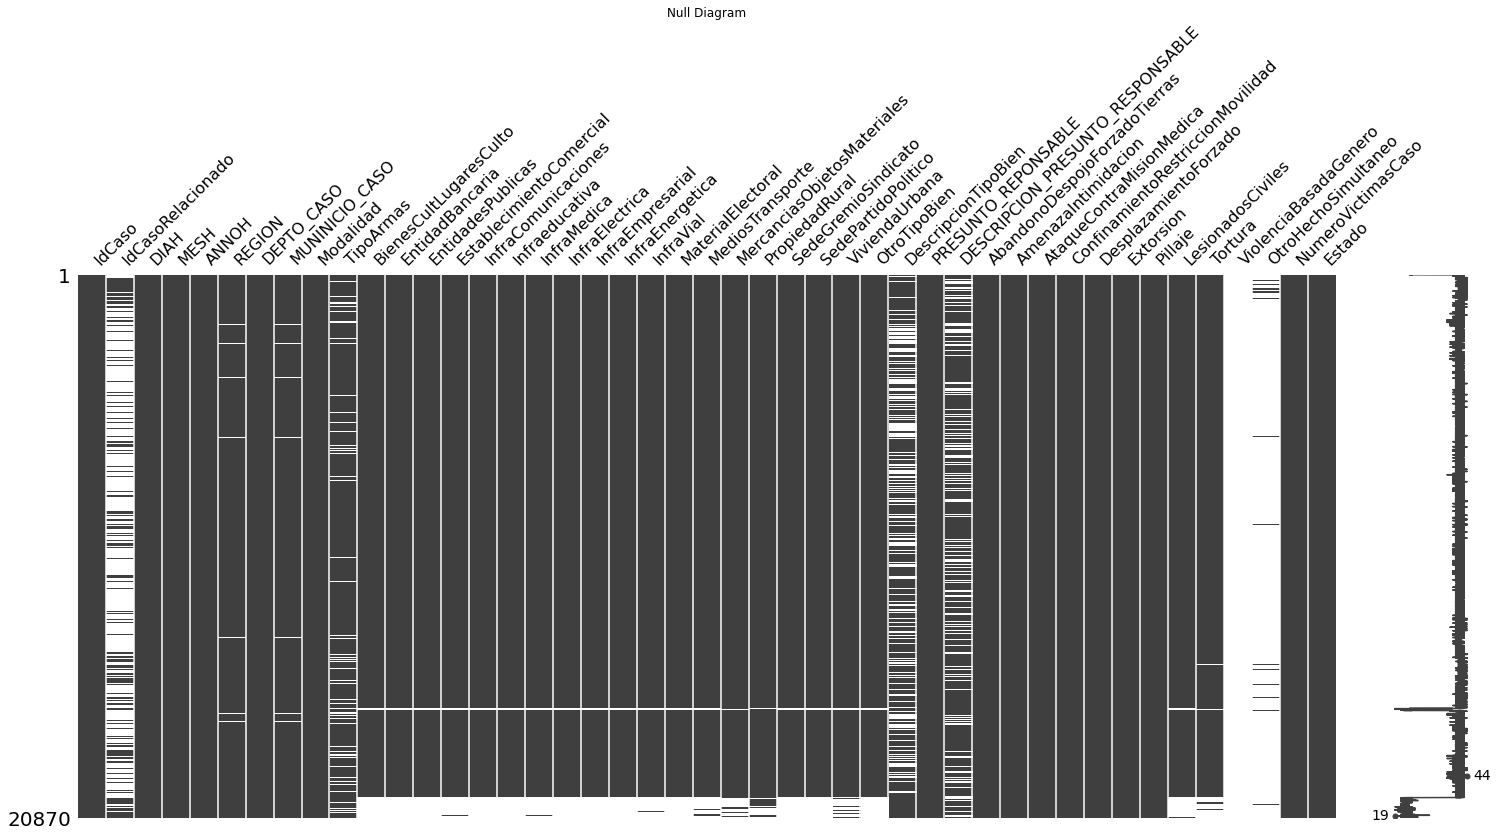 Null Diagram
IdCaso
IdCasoRelacionado
DIAH
MESH
ANNOH
REGION
DEPTO_CASO
MUNINICIO_CASO
Modalidad
TipoArmas
BienesCultLugaresCulto
EntidadBancaria
EntidadesPublicas
EstablecimientoComercial
InfraComunicaciones
Infraeducativa
InfraMedica
InfraElectrica
InfraEmpresarial
InfraEnergetica
InfraVial
MaterialElectoral
MediosTransporte
MercanciasObjetosMateriales
PropiedadRural
SedeGremioSindicato
SedePartidoPolitico
ViviendaUrbana
OtroTipoBien
DescripcionTipoBien
PRESUNTO_REPONSABLE
DESCRIPCION_PRESUNTO_RESPONSABLE
AbandonoDespojoForzadoTierras
AmenazaIntimidacion
AtaqueContraMisionMedica
ConfinamientoRestriccionMovilidad
DesplazamientoForzado
Extorsion
Pillaje
LesionadosCiviles
Tortura
ViolenciaBasadaGenero
OtroHechoSimultaneo
NumeroVictimasCaso
Estado
1
44
19
20870